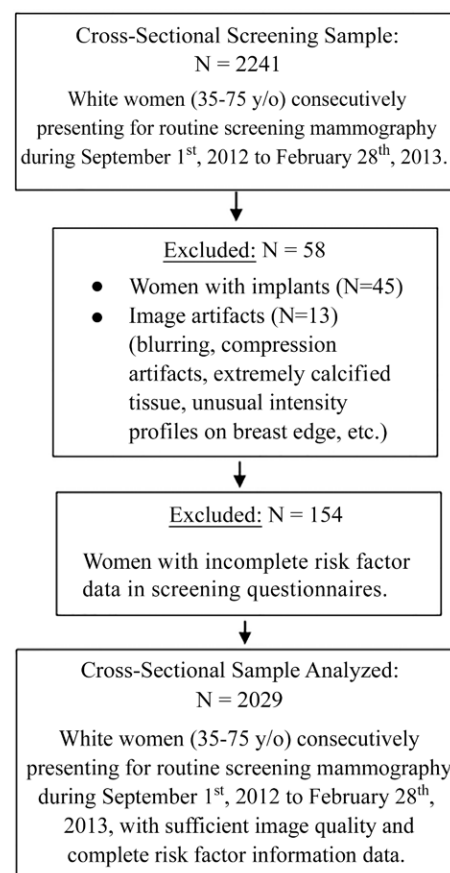 Cross-Sectional Screening Sample:
N = 2241
White women (35-75 y/o) consecutively
presenting for routine screening mammography
during September 1st, 2012 to February 28th, 2013.
Excluded: N = 58
● Women with implants (N=45)
● Image artifacts (N=13)
(blurring, compression
artifacts, extremely calcified
tissue, unusual intensity
profiles on breast edge, etc.)
Excluded: N = 154
Women with incomplete risk factor
data in screening questionnaires.
Cross-Sectional Sample Analyzed:
N = 2029
White women (35-75 y/o) consecutively
presenting for routine screening mammography
during September 1st, 2012 to February 28th,
2013, with sufficient image quality and
complete risk factor information data.